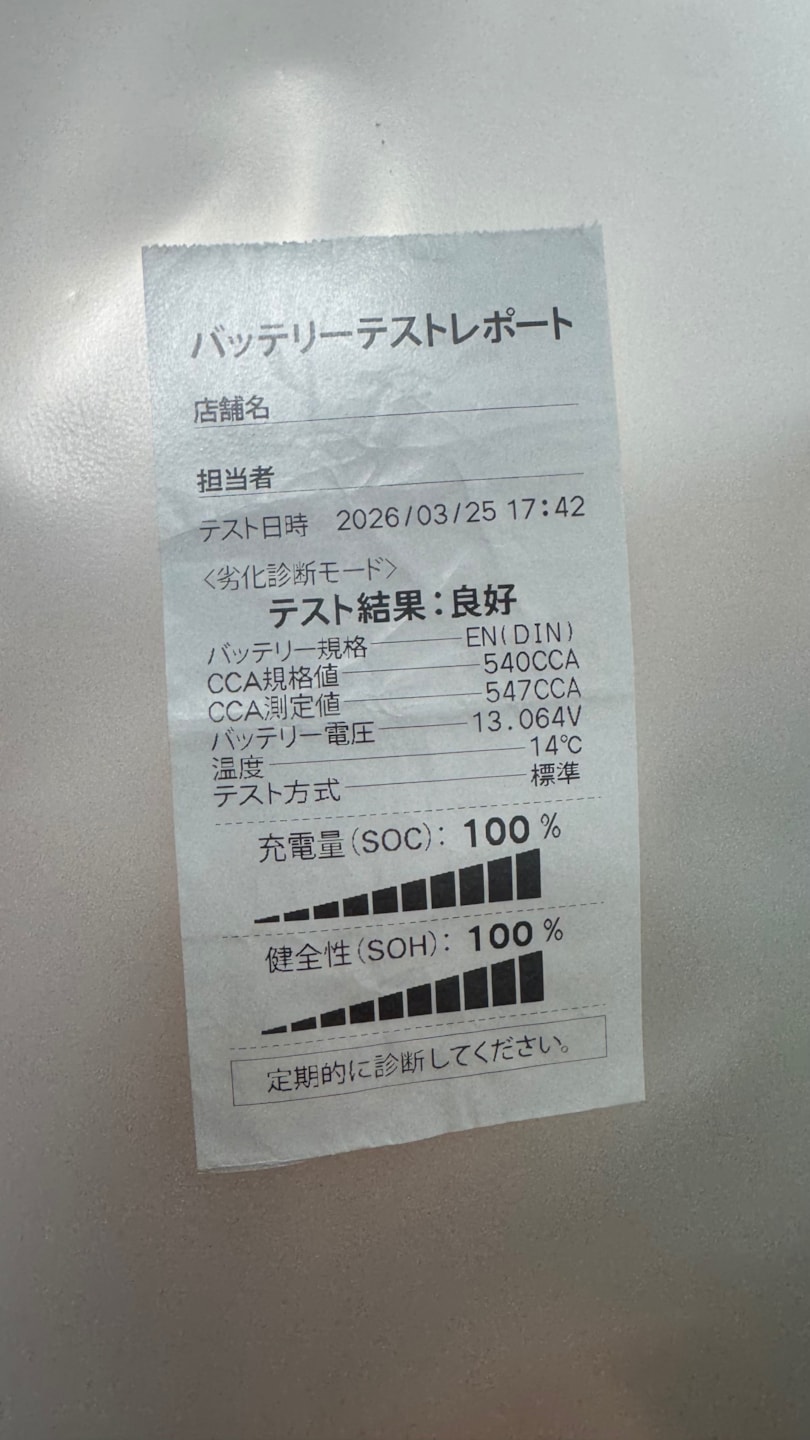 バッテリーテストレポート
店舗名
担当者
テスト日時 2026/03/25 17:42
<劣化診断モード>
テスト結果：良好
バッテリー規格 EN(DIN)
CCA規格値 540CCA
CCA測定値 547CCA
バッテリー電圧 13.064V
温度 14℃
テスト方式 標準
充電量(SOC): 100 %
健全性(SOH): 100 %
定期的に診断してください。